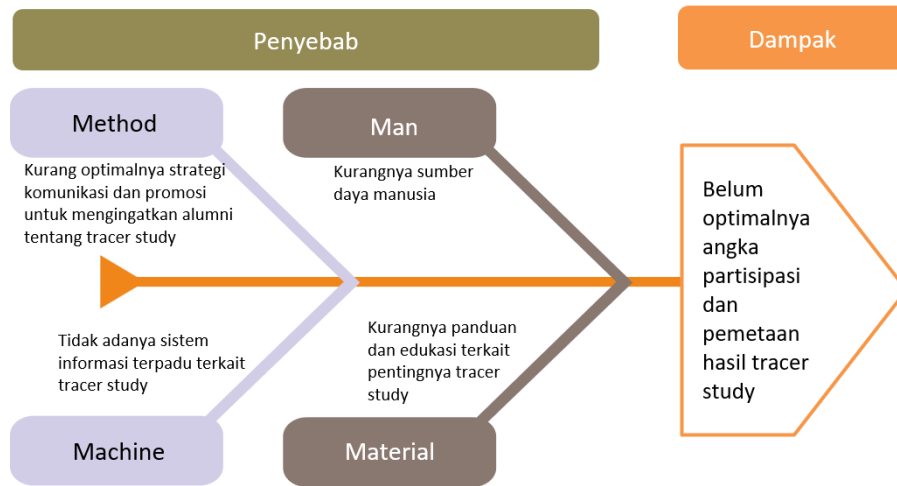 Penyebab
Dampak
Method
Man
Kurang optimalnya strategi
komunikasi dan promosi
untuk mengingatkan alumni
tentang tracer study
Kurangnya sumber
daya manusia
Belum
optimalnya
angka
partisipasi
dan
pemetaan
hasil tracer
study
Tidak adanya sistem
informasi terpadu terkait
tracer study
Kurangnya panduan
dan edukasi terkait
pentingnya tracer
study
Machine
Material